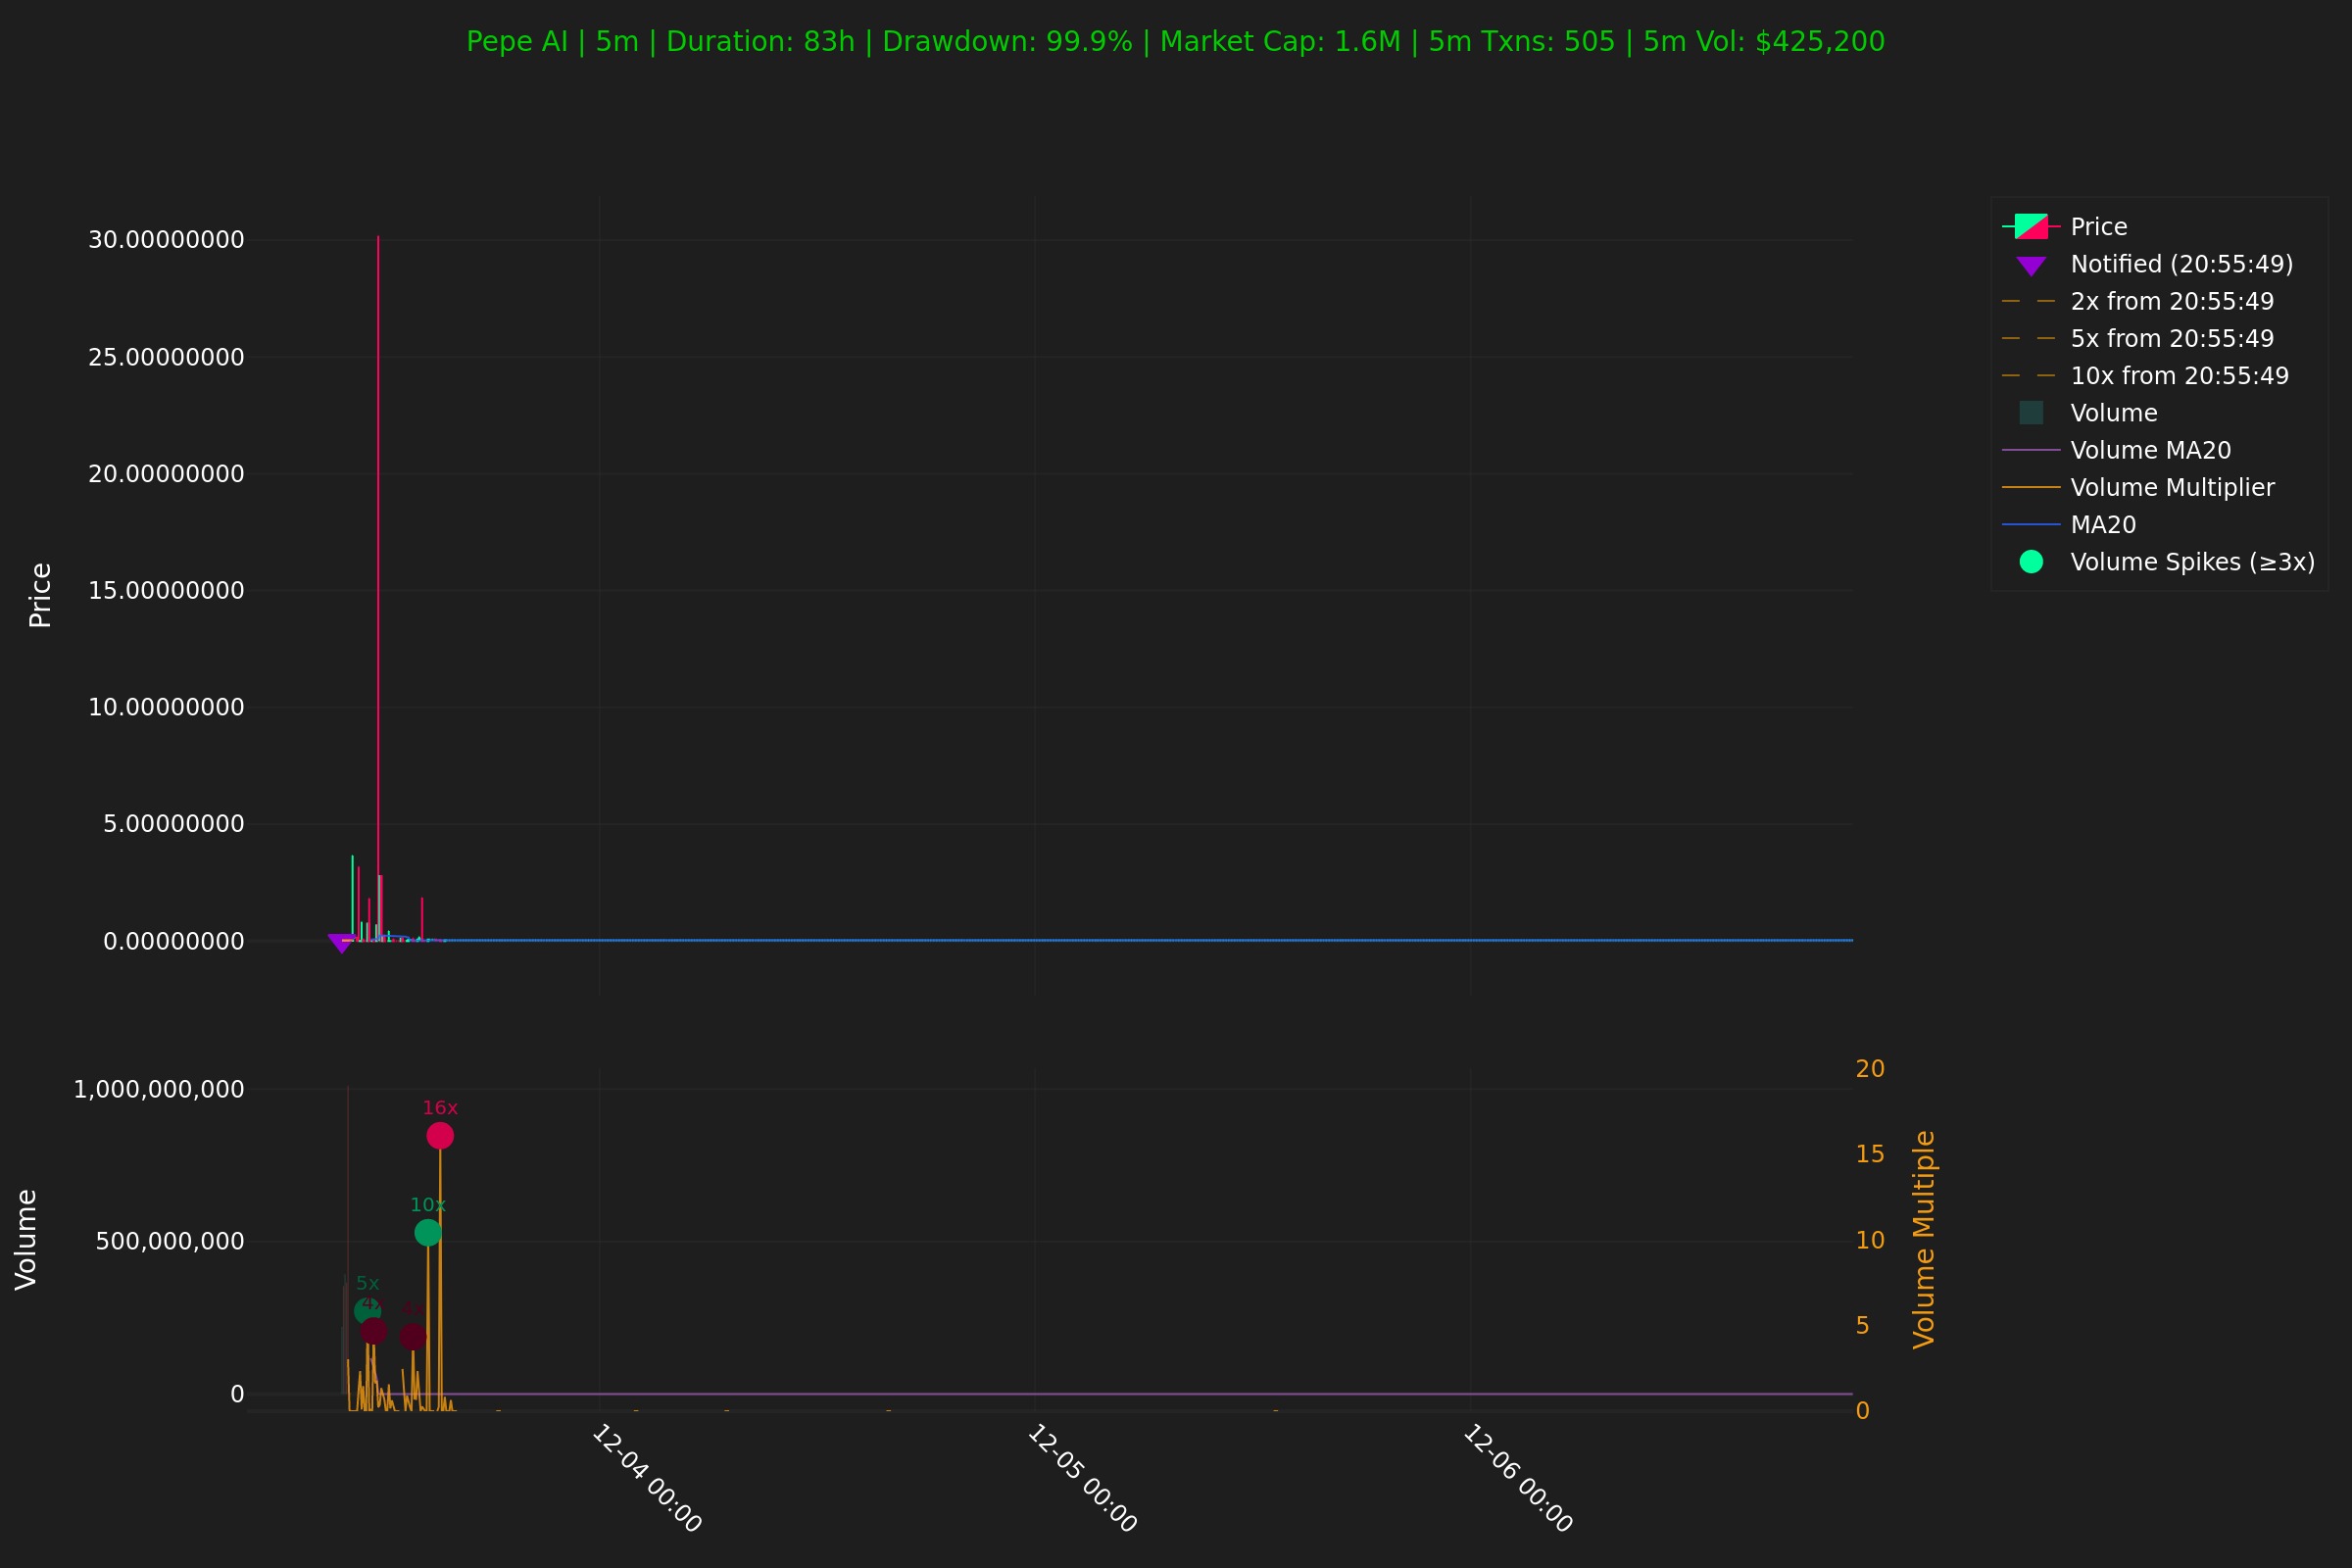 Pepe AI | 5m | Duration: 83h | Drawdown: 99.9% | Market Cap: 1.6M | 5m Txns: 505 | 5m Vol: $425,200
Price
30.00000000
25.00000000
20.00000000
15.00000000
10.00000000
5.00000000
0.00000000
Price
Notified (20:55:49)
2x from 20:55:49
5x from 20:55:49
10x from 20:55:49
Volume
Volume MA20
Volume Multiplier
MA20
Volume Spikes (≥3x)
Volume
1,000,000,000
500,000,000
0
16x
10x
5x
4x
4x
20
15
10
5
0
Volume Multiple
12-04 00:00
12-05 00:00
12-06 00:00